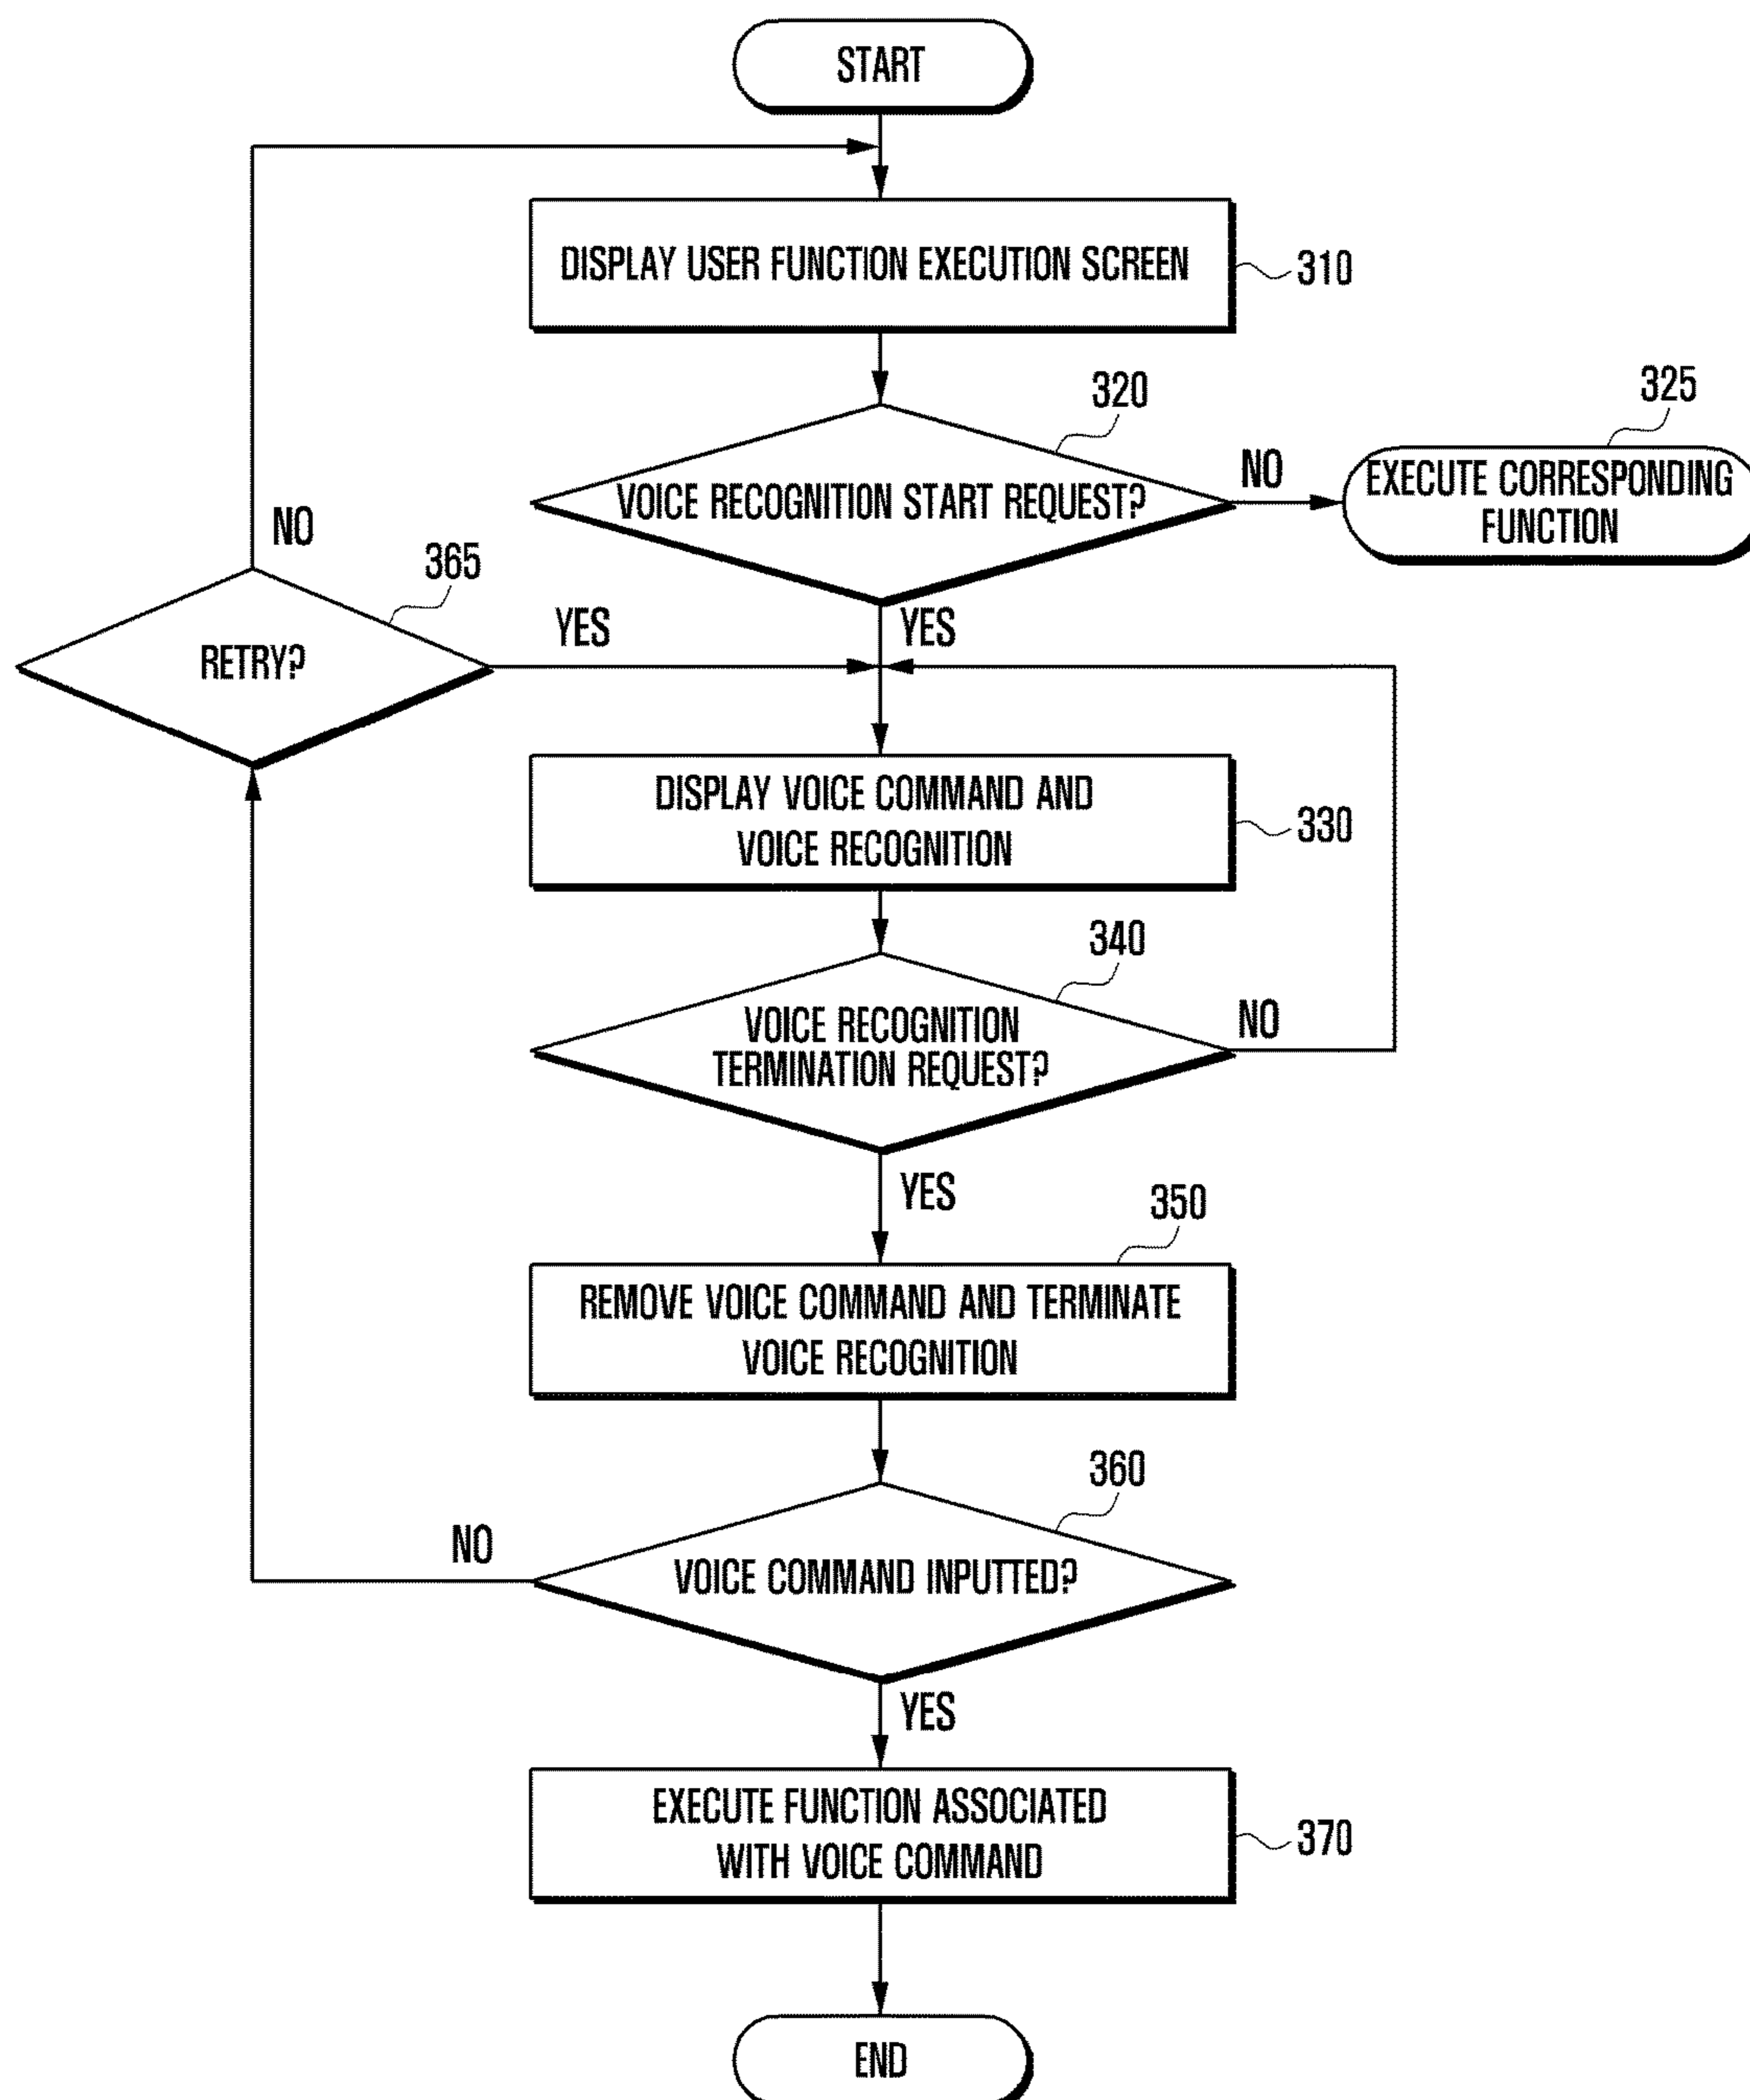 START
DISPLAY USER FUNCTION EXECUTION SCREEN
310
320
VOICE RECOGNITION START REQUEST?
NO
325
EXECUTE CORRESPONDING
FUNCTION
NO
365
RETRY?
YES
YES
DISPLAY VOICE COMMAND AND
VOICE RECOGNITION
330
340
VOICE RECOGNITION
TERMINATION REQUEST?
NO
YES
350
REMOVE VOICE COMMAND AND TERMINATE
VOICE RECOGNITION
360
NO
VOICE COMMAND INPUTTED?
YES
EXECUTE FUNCTION ASSOCIATED
WITH VOICE COMMAND
370
END